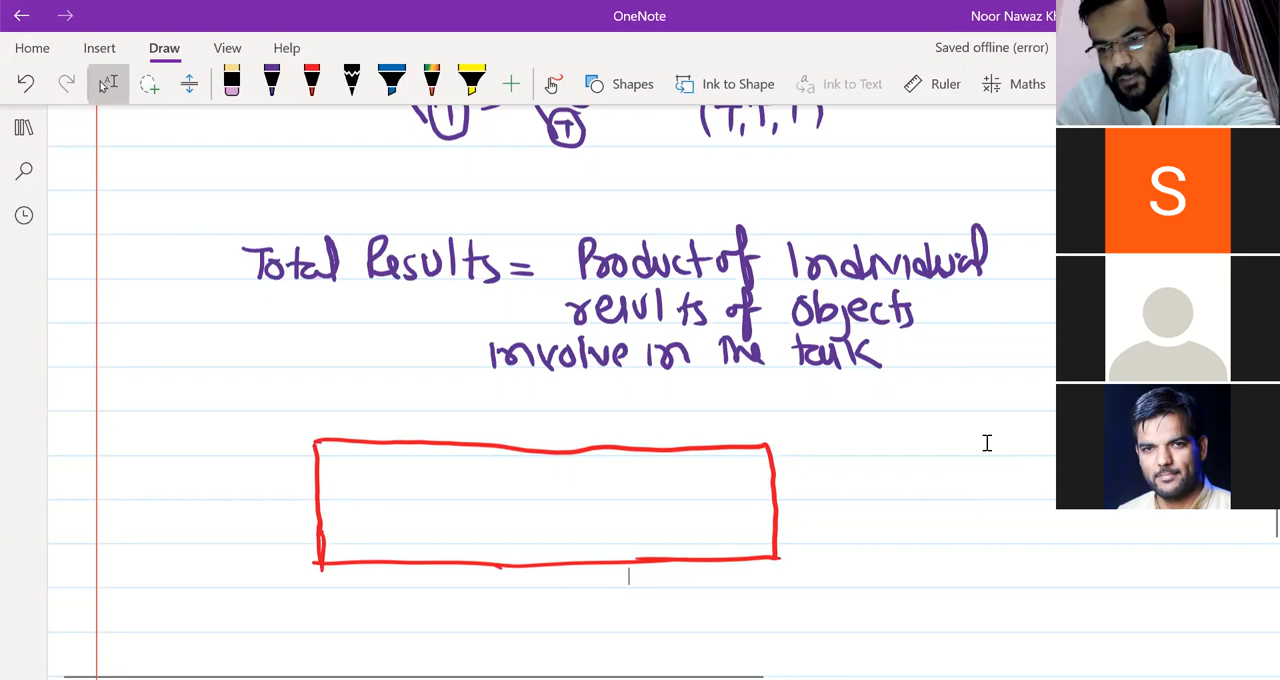 OneNote
Noor Nawaz Kh
Home Insert Draw View Help
Saved offline (error)
Shapes Ink to Shape Ink to Text Ruler Maths
(T, T, T)
T
Total Results = Product of Individual
results of objects
involve in the task
S